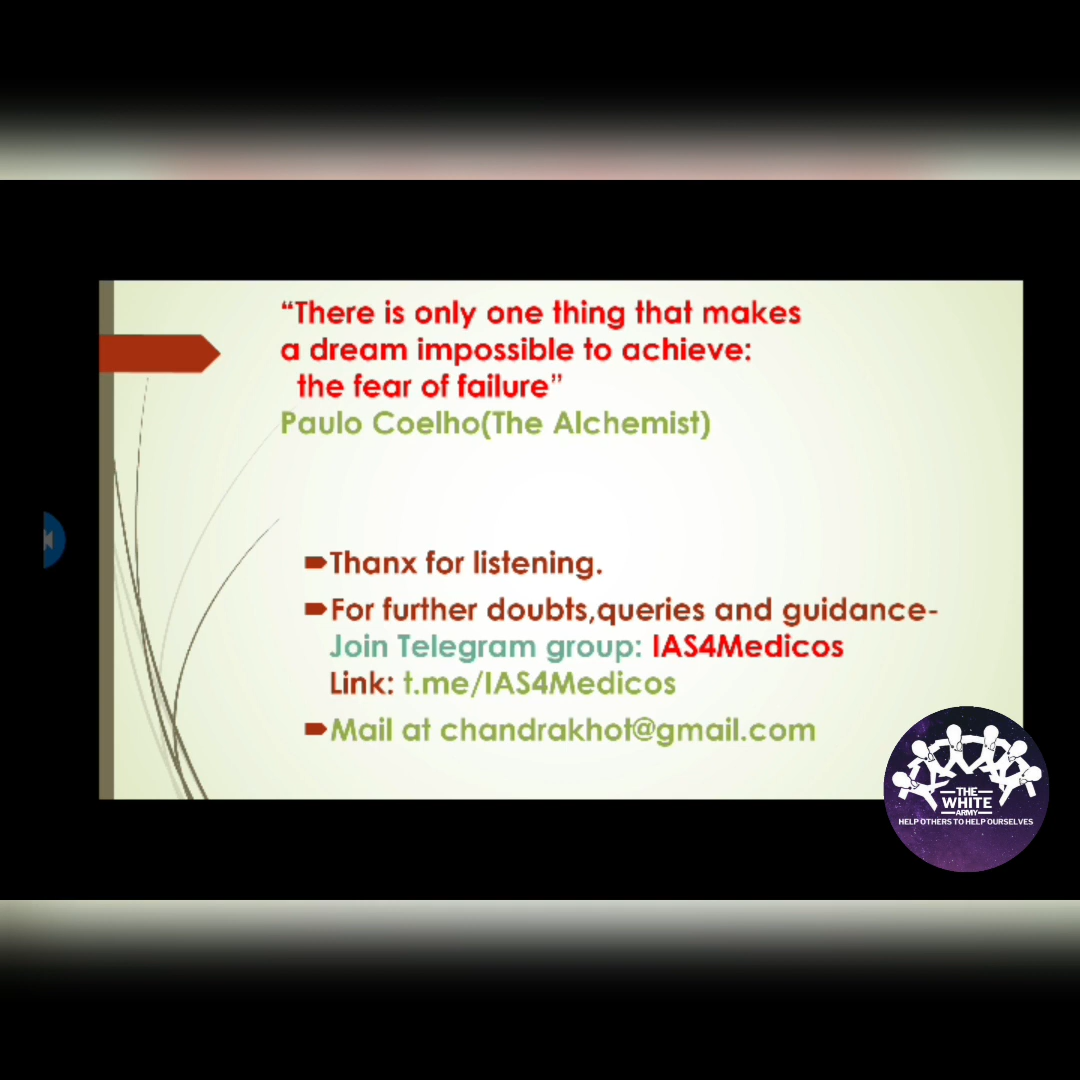 “There is only one thing that makes
a dream impossible to achieve:
the fear of failure”
Paulo Coelho(The Alchemist)
Thanx for listening.
For further doubts,queries and guidance-
Join Telegram group: IAS4Medicos
Link: t.me/IAS4Medicos
Mail at chandrakhot@gmail.com
THE
WHITE
ARMY
HELP OTHERS TO HELP OURSELVES